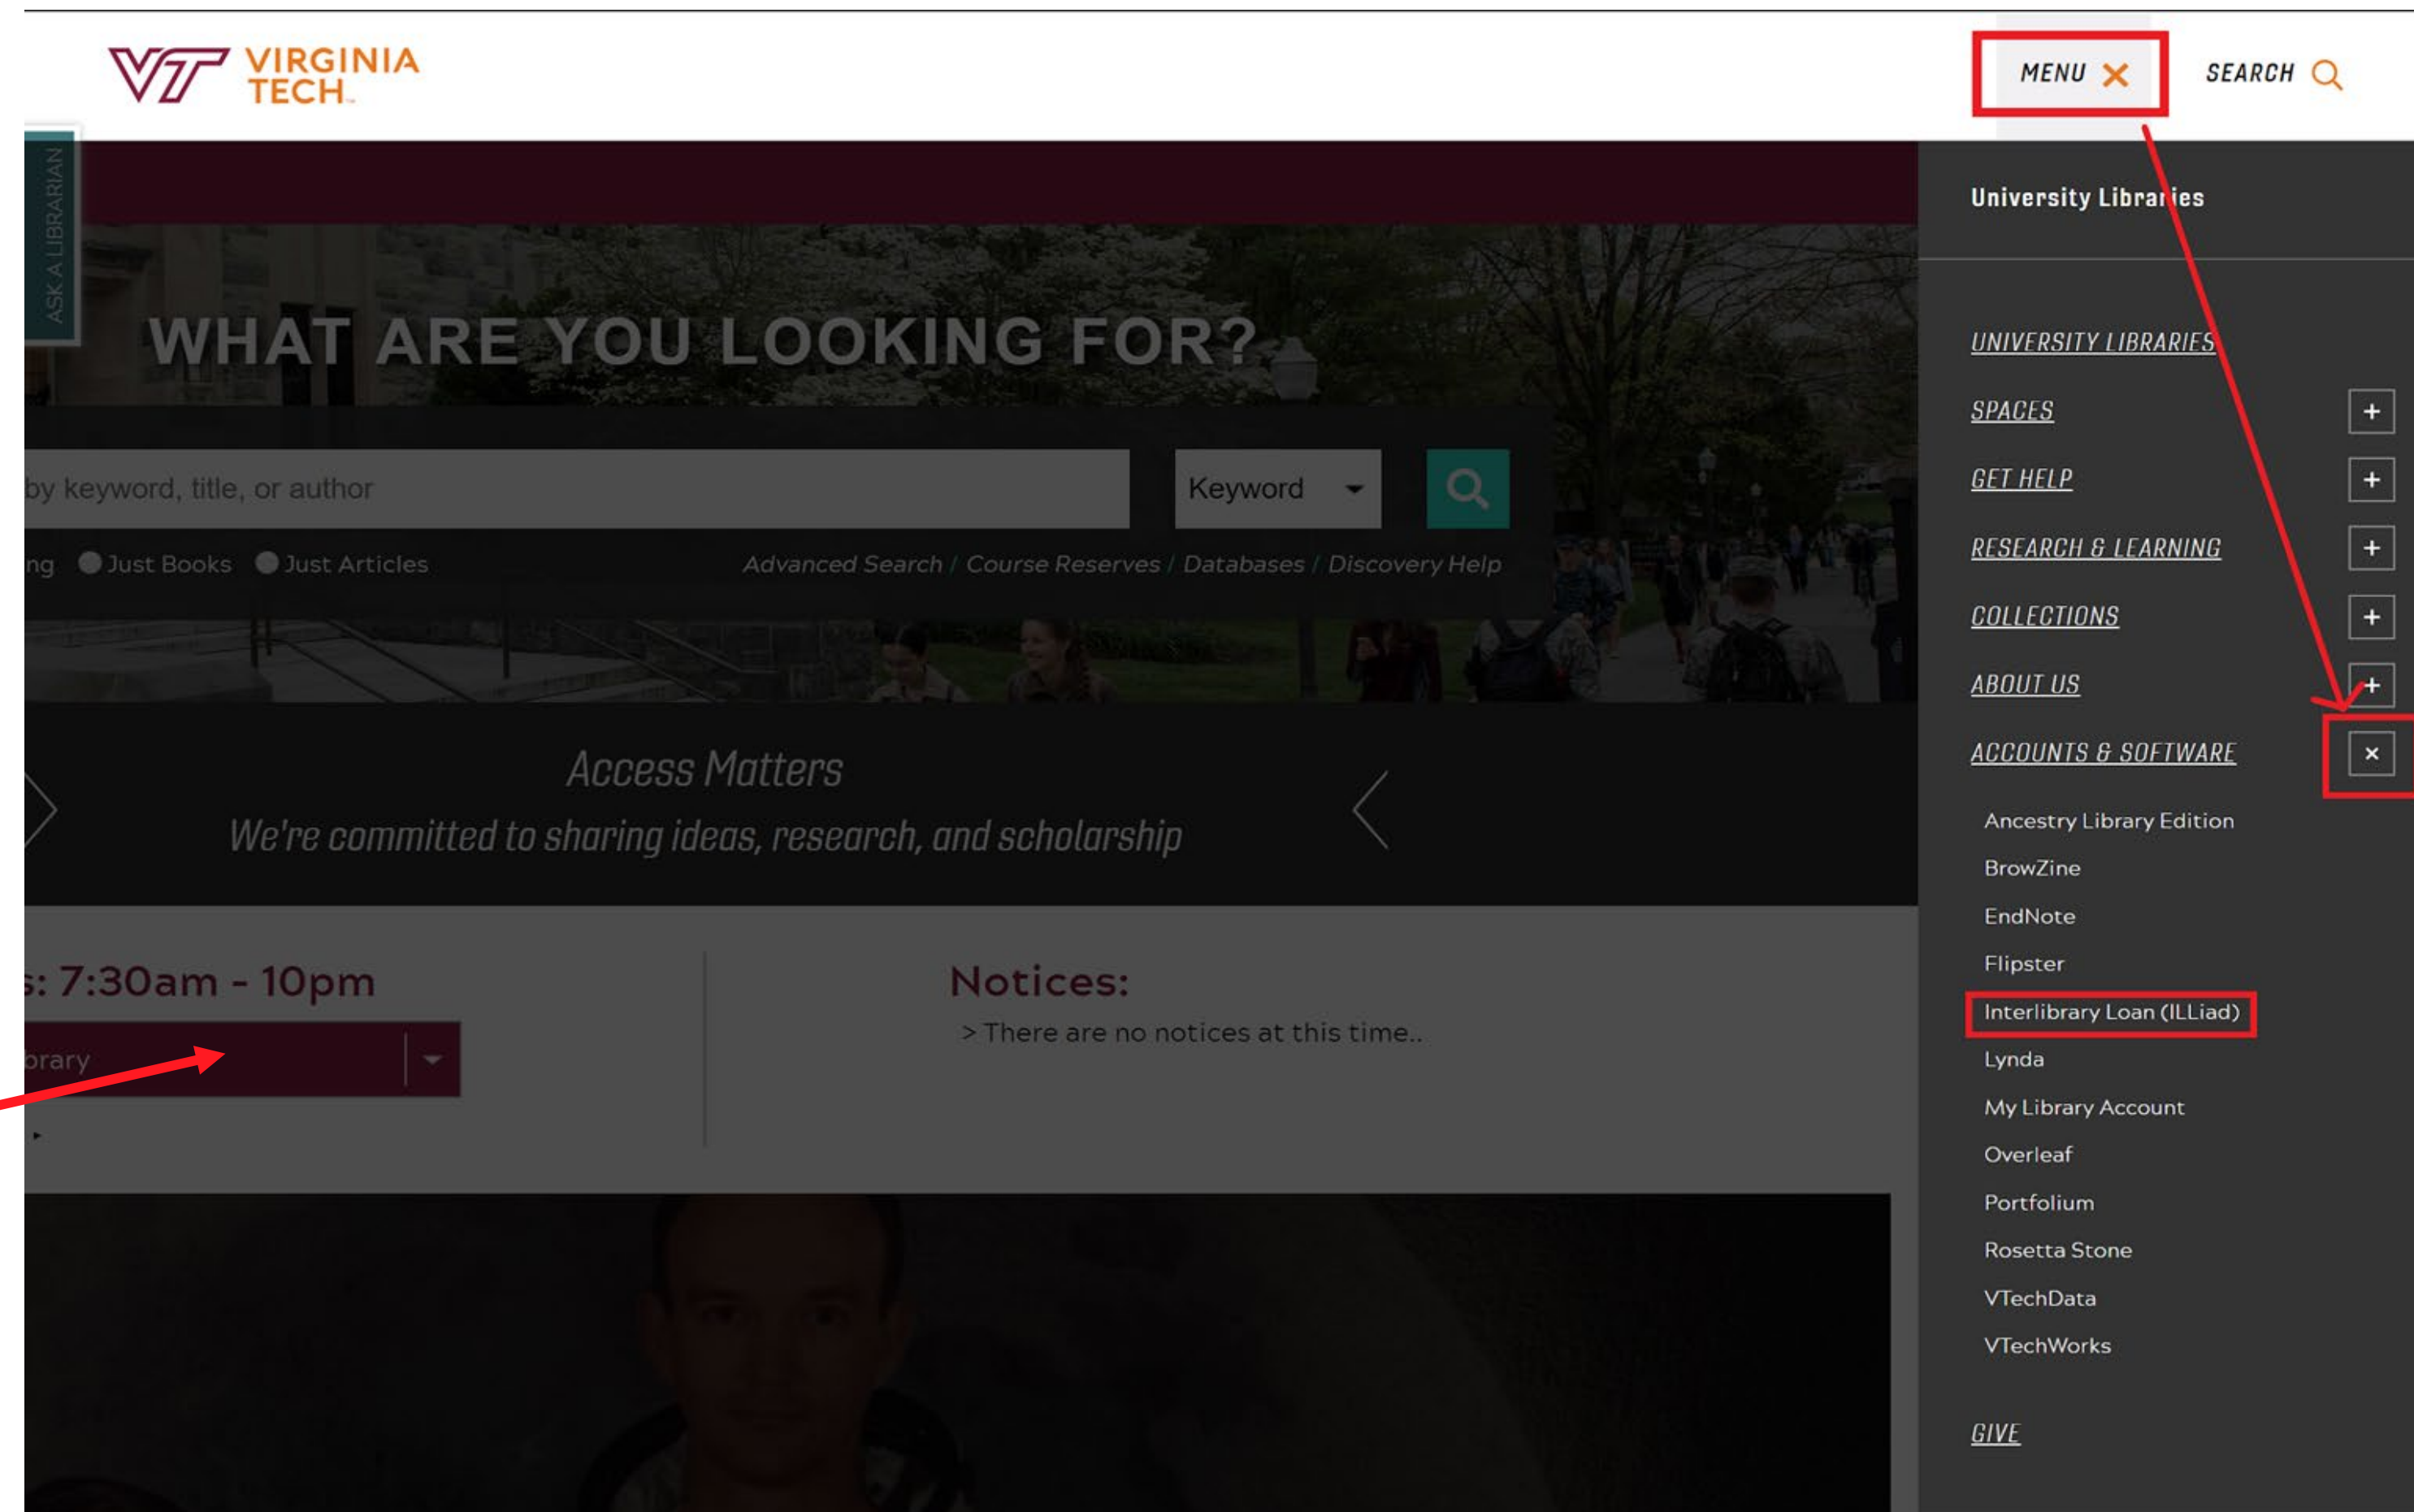 VIRGINIA
TECH
MENU
SEARCH
ASK A LIBRARIAN
WHAT ARE YOU LOOKING FOR?
by keyword, title, or author
Keyword
ng Just Books Just Articles
Advanced Search / Course Reserves / Databases / Discovery Help
Access Matters
We're committed to sharing ideas, research, and scholarship
s: 7:30am - 10pm
brary
Notices:
> There are no notices at this time..
University Libraries
UNIVERSITY LIBRARIES
SPACES +
GET HELP +
RESEARCH & LEARNING +
COLLECTIONS +
ABOUT US +
ACCOUNTS & SOFTWARE ×
Ancestry Library Edition
BrowZine
EndNote
Flipster
Interlibrary Loan (ILLiad)
Lynda
My Library Account
Overleaf
Portfolium
Rosetta Stone
VTechData
VTechWorks
GIVE